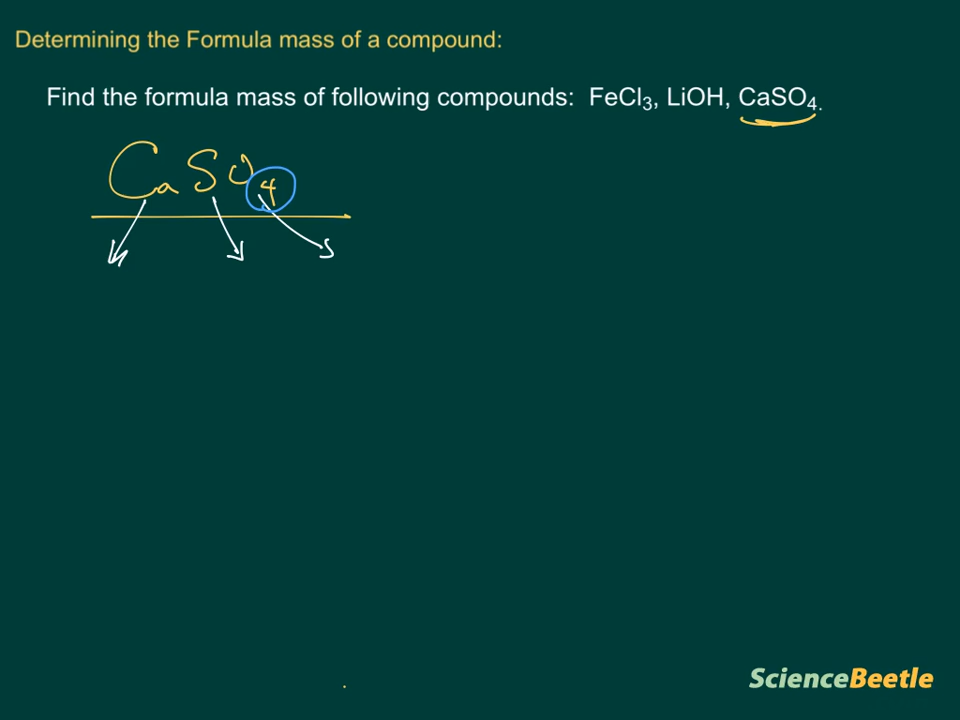 Determining the Formula mass of a compound:
Find the formula mass of following compounds: FeCl₃, LiOH, CaSO₄.
CaSO₄
ScienceBeetle